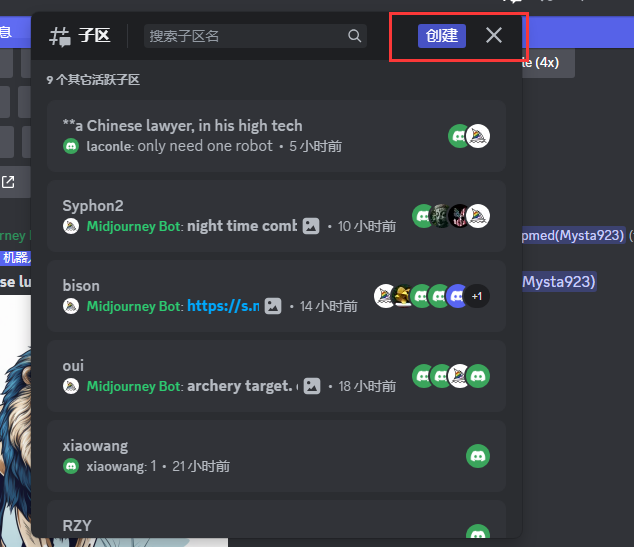 息
子区
搜索子区名
创建
le (4x)
9 个其它活跃子区
**a Chinese lawyer, in his high tech
laconle: only need one robot • 5 小时前
Syphon2
Midjourney Bot: night time comb • 10 小时前
rney
pmed(Mysta923) (
机器人
bison
Midjourney Bot: https://s.n • 14 小时前
+1
se lu
Mysta923)
oui
Midjourney Bot: archery target. • 18 小时前
xiaowang
xiaowang: 1 • 21 小时前
RZY